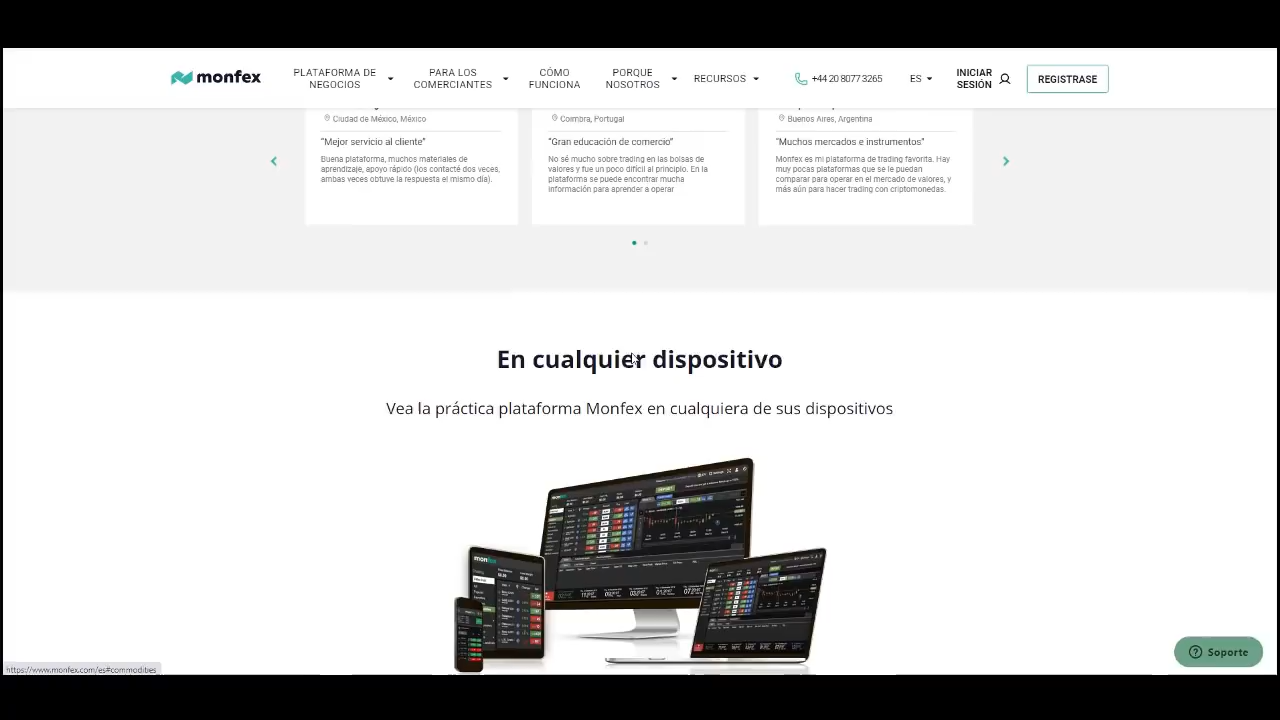 monfex
PLATAFORMA DE
NEGOCIOS
PARA LOS
COMERCIANTES
CÓMO
FUNCIONA
PORQUE
NOSOTROS
RECURSOS
+44 20 8077 3265
ES
INICIAR
SESIÓN
REGISTRASE
Ciudad de México, México
"Mejor servicio al cliente"
Buena plataforma, muchos materiales de
aprendizaje, apoyo rápido (los contacté dos veces,
ambas veces obtuve la respuesta el mismo día).
Coimbra, Portugal
"Gran educación de comercio"
No sé mucho sobre trading en las bolsas de
valores y fue un poco difícil al principio. En la
plataforma se puede encontrar mucha
información para aprender a operar
Buenos Aires, Argentina
"Muchos mercados e instrumentos"
Monfex es mi plataforma de trading favorita. Hay
muy pocas plataformas que se le puedan
comparar para operar en el mercado de valores, y
más aún para hacer trading con criptomonedas.
En cualquier dispositivo
Vea la práctica plataforma Monfex en cualquiera de sus dispositivos
Soporte
https://www.monfex.com/es#commodities